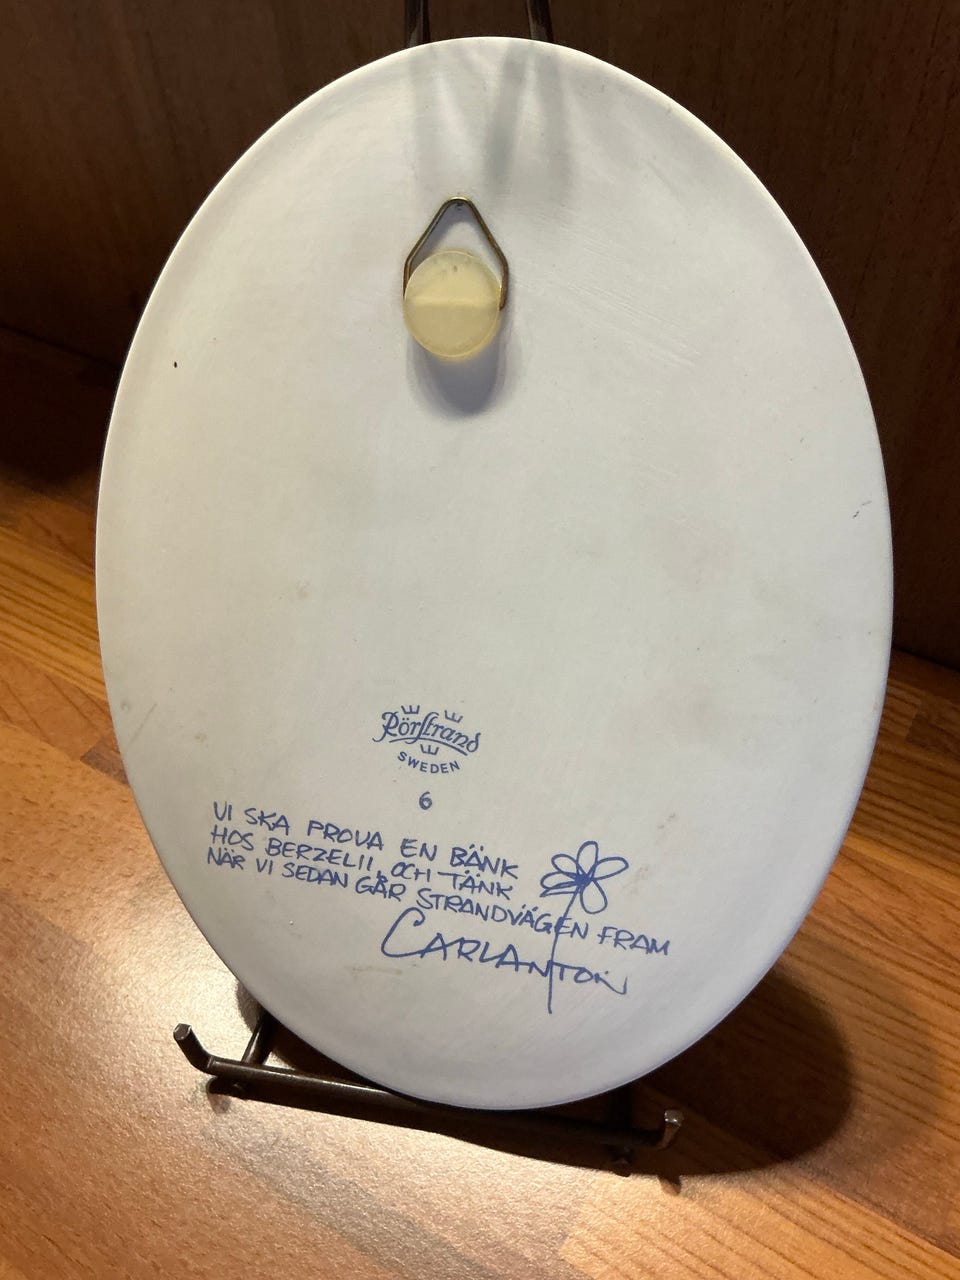 Rörstrand
SWEDEN
6
VI SKA PROVA EN BÄNK
HOS BERZELII, OCH TÄNK
NÄR VI SEDAN GÅR STRANDVÄGEN FRAM
CARLANTON